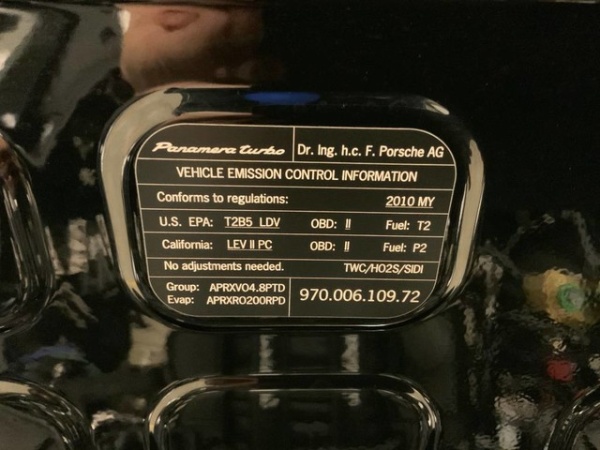 Panamera turbo Dr. Ing. h.c. F. Porsche AG
VEHICLE EMISSION CONTROL INFORMATION
Conforms to regulations: 2010 MY
U.S. EPA: T2B5 LDV OBD: II Fuel: T2
California: LEV II PC OBD: II Fuel: P2
No adjustments needed. TWC/HO2S/SIDI
Group: APRXV04.8PTD
Evap: APRXR0200RPD
970.006.109.72